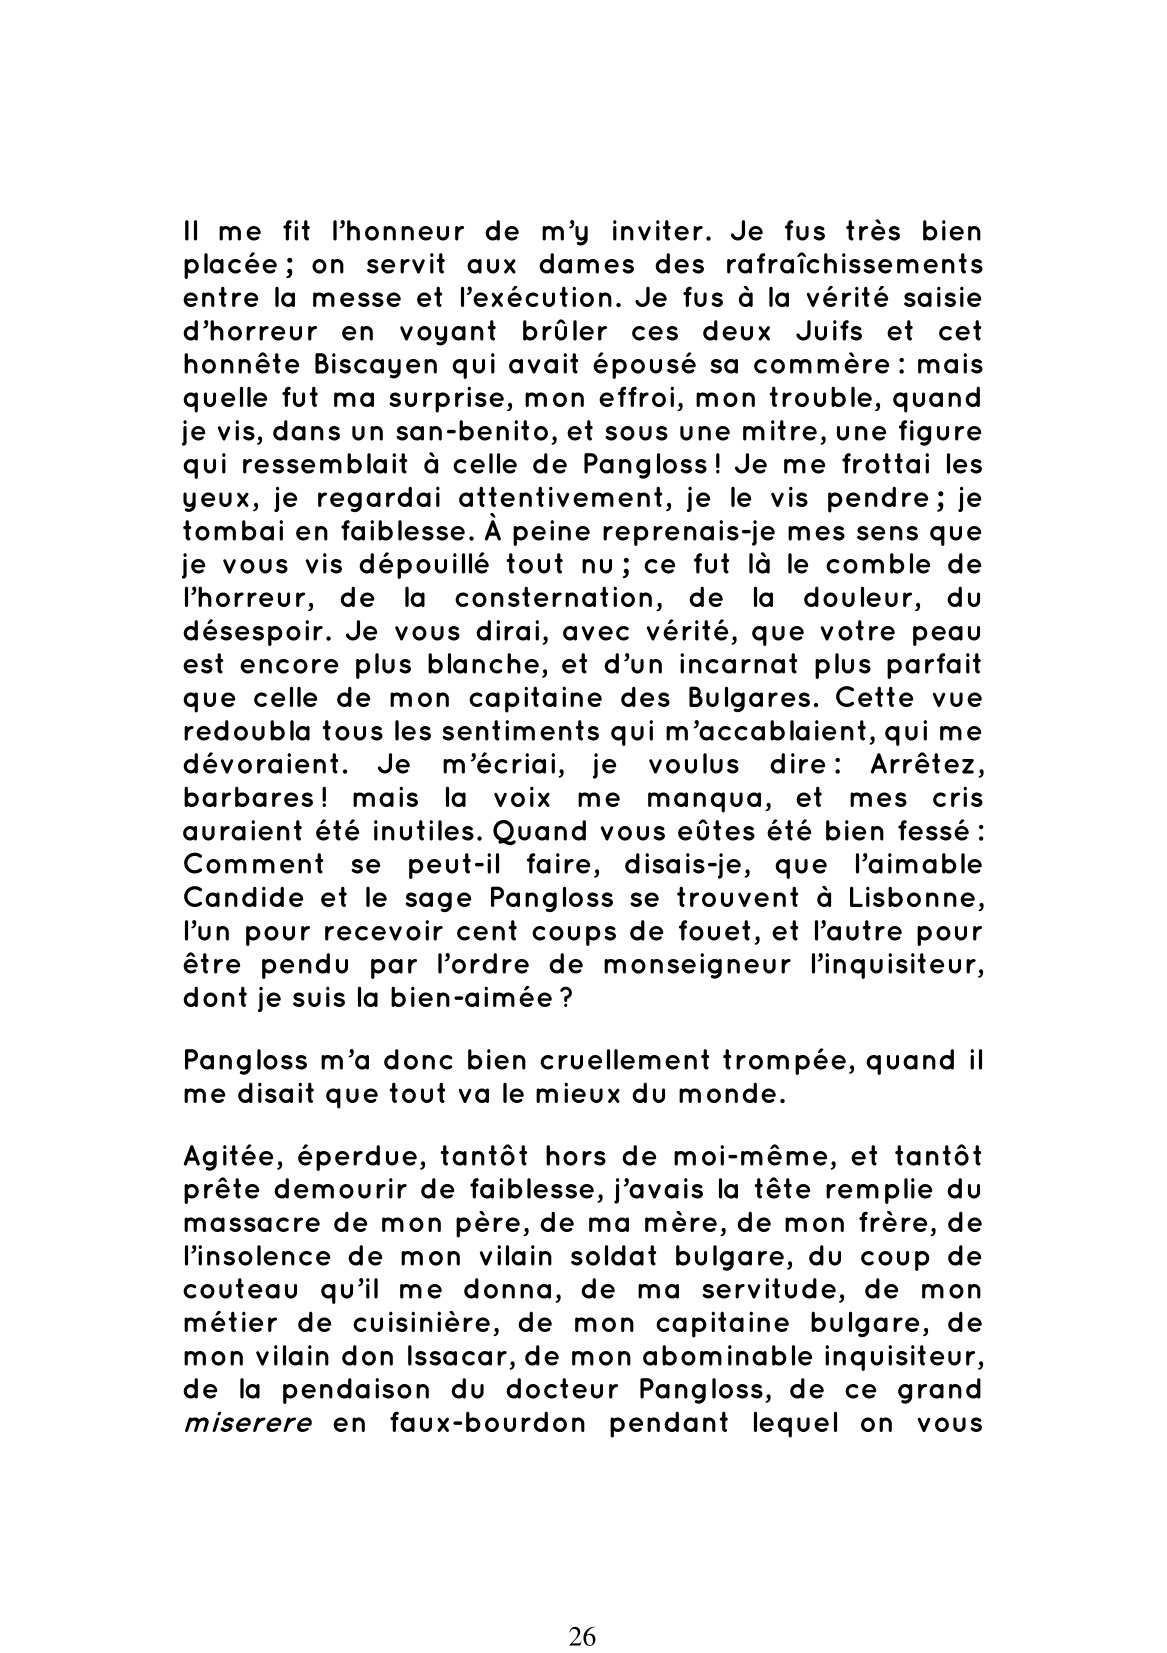 Il me fit l’honneur de m’y inviter. Je fus très bien
placée ; on servit aux dames des rafraîchissements
entre la messe et l’exécution. Je fus à la vérité saisie
d’horreur en voyant brûler ces deux Juifs et cet
honnête Biscayen qui avait épousé sa commère : mais
quelle fut ma surprise, mon effroi, mon trouble, quand
je vis, dans un san-benito, et sous une mitre, une figure
qui ressemblait à celle de Pangloss ! Je me frottai les
yeux, je regardai attentivement, je le vis pendre ; je
tombai en faiblesse. À peine reprenais-je mes sens que
je vous vis dépouillé tout nu ; ce fut là le comble de
l’horreur, de la consternation, de la douleur, du
désespoir. Je vous dirai, avec vérité, que votre peau
est encore plus blanche, et d’un incarnat plus parfait
que celle de mon capitaine des Bulgares. Cette vue
redoubla tous les sentiments qui m’accablaient, qui me
dévoraient. Je m’écriai, je voulus dire : Arrêtez,
barbares ! mais la voix me manqua, et mes cris
auraient été inutiles. Quand vous eûtes été bien fessé :
Comment se peut-il faire, disais-je, que l’aimable
Candide et le sage Pangloss se trouvent à Lisbonne,
l’un pour recevoir cent coups de fouet, et l’autre pour
être pendu par l’ordre de monseigneur l’inquisiteur,
dont je suis la bien-aimée ?
Pangloss m’a donc bien cruellement trompée, quand il
me disait que tout va le mieux du monde.
Agitée, éperdue, tantôt hors de moi-même, et tantôt
prête demourir de faiblesse, j’avais la tête remplie du
massacre de mon père, de ma mère, de mon frère, de
l’insolence de mon vilain soldat bulgare, du coup de
couteau qu’il me donna, de ma servitude, de mon
métier de cuisinière, de mon capitaine bulgare, de
mon vilain don Issacar, de mon abominable inquisiteur,
de la pendaison du docteur Pangloss, de ce grand
miserere en faux-bourdon pendant lequel on vous
26